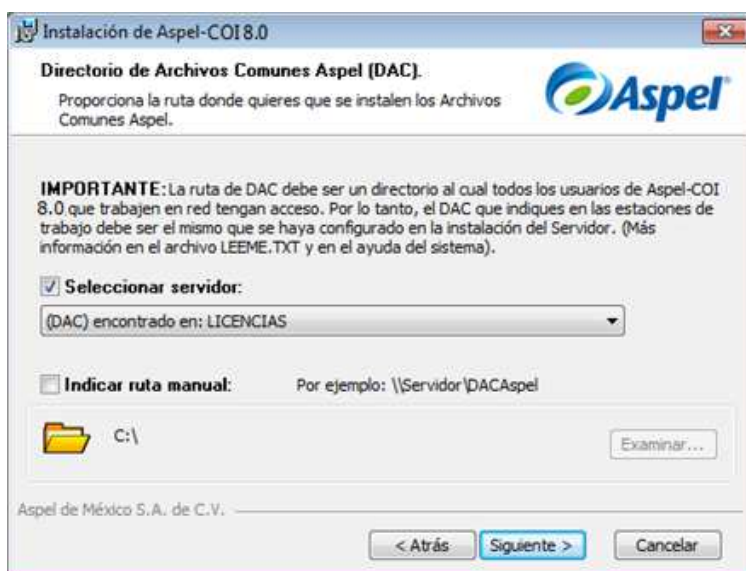 Instalación de Aspel-COI 8.0
Directorio de Archivos Comunes Aspel (DAC).
Proporciona la ruta donde quieres que se instalen los Archivos
Comunes Aspel.
Aspel
IMPORTANTE: La ruta de DAC debe ser un directorio al cual todos los usuarios de Aspel-COI
8.0 que trabajen en red tengan acceso. Por lo tanto, el DAC que indiques en las estaciones de
trabajo debe ser el mismo que se haya configurado en la instalación del Servidor. (Más
información en el archivo LEEME.TXT y en el ayuda del sistema).
Seleccionar servidor:
(DAC) encontrado en: LICENCIAS
Indicar ruta manual: Por ejemplo: \\Servidor\DACAspel
C:\
Examinar...
Aspel de México S.A. de C.V.
< Atrás Siguiente > Cancelar